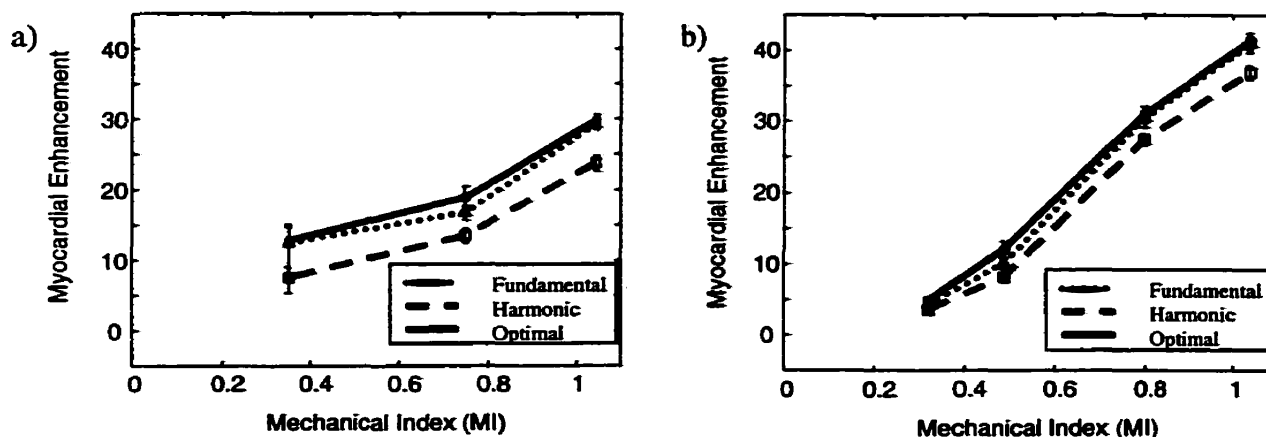 a)
Myocardial Enhancement
40
30
20
10
0
Fundamental
Harmonic
Optimal
0 0.2 0.4 0.6 0.8 1
Mechanical Index (MI)
b)
Myocardial Enhancement
40
30
20
10
0
Fundamental
Harmonic
Optimal
0 0.2 0.4 0.6 0.8 1
Mechanical Index (MI)